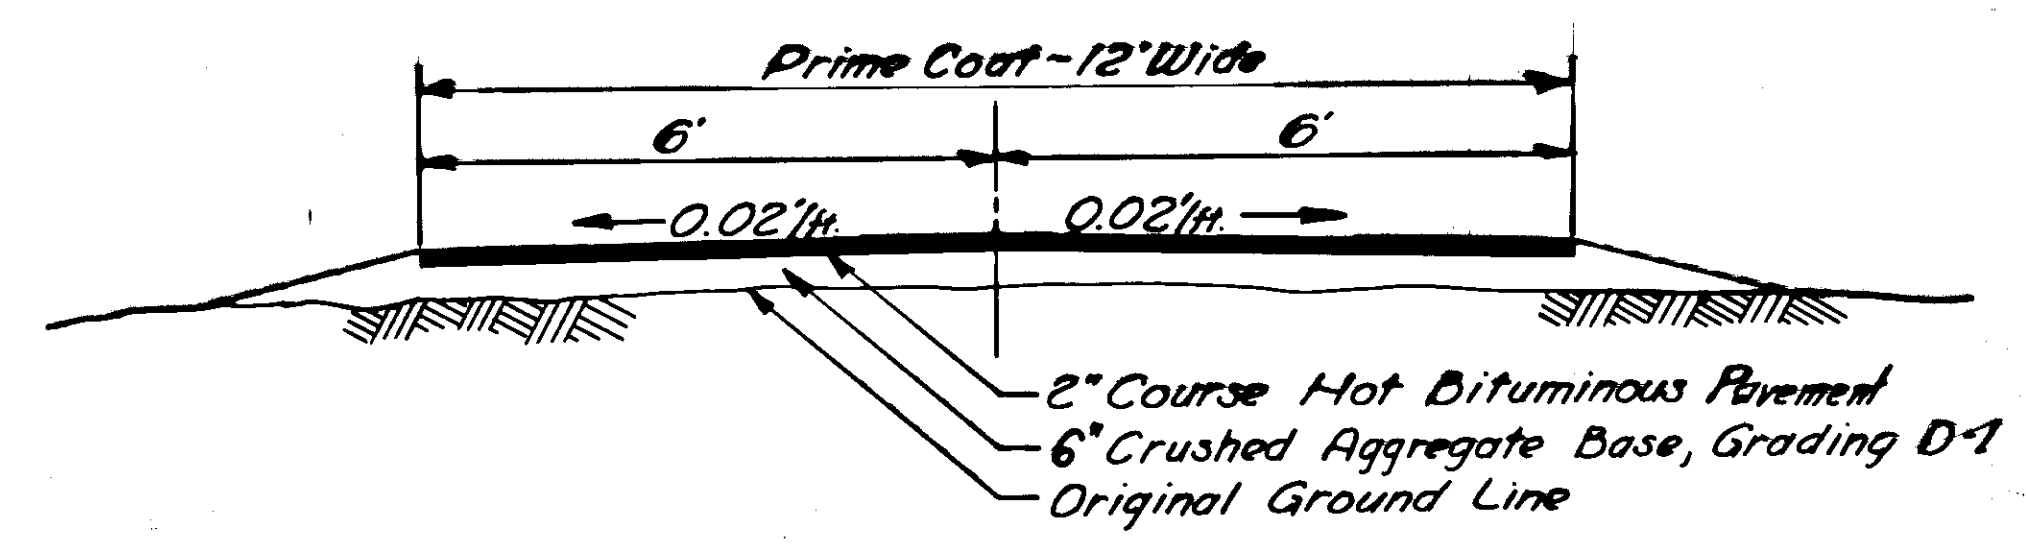 Prime Coat - 12' Wide
6' 6'
0.02'/ft. 0.02'/ft.
2" Course Hot Bituminous Pavement
6" Crushed Aggregate Base, Grading D-1
Original Ground Line